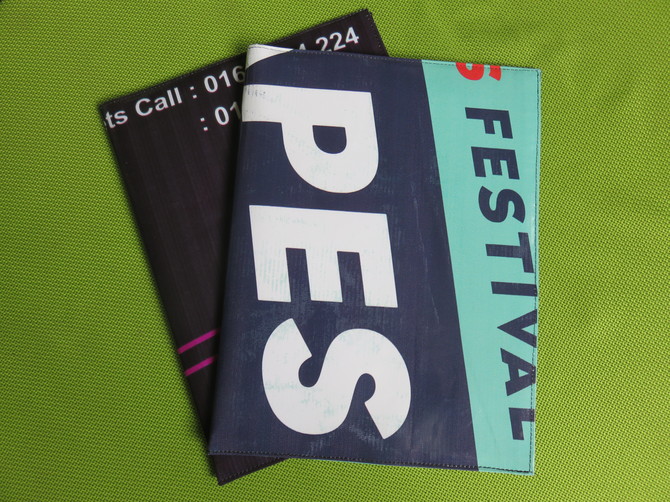 ts Call : 016 4 224
: 01
PES
S FESTIVAL